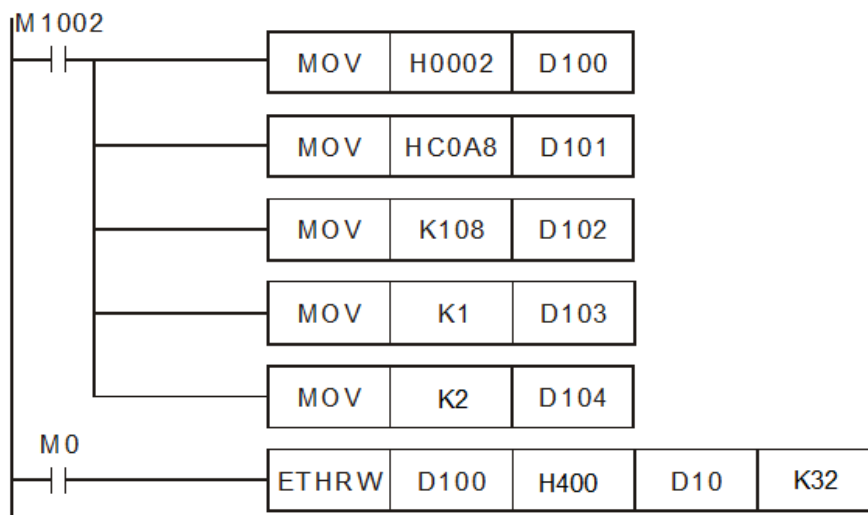 M1002
MOV H0002 D100
MOV HC0A8 D101
MOV K108 D102
MOV K1 D103
MOV K2 D104
M0
ETHRW D100 H400 D10 K32